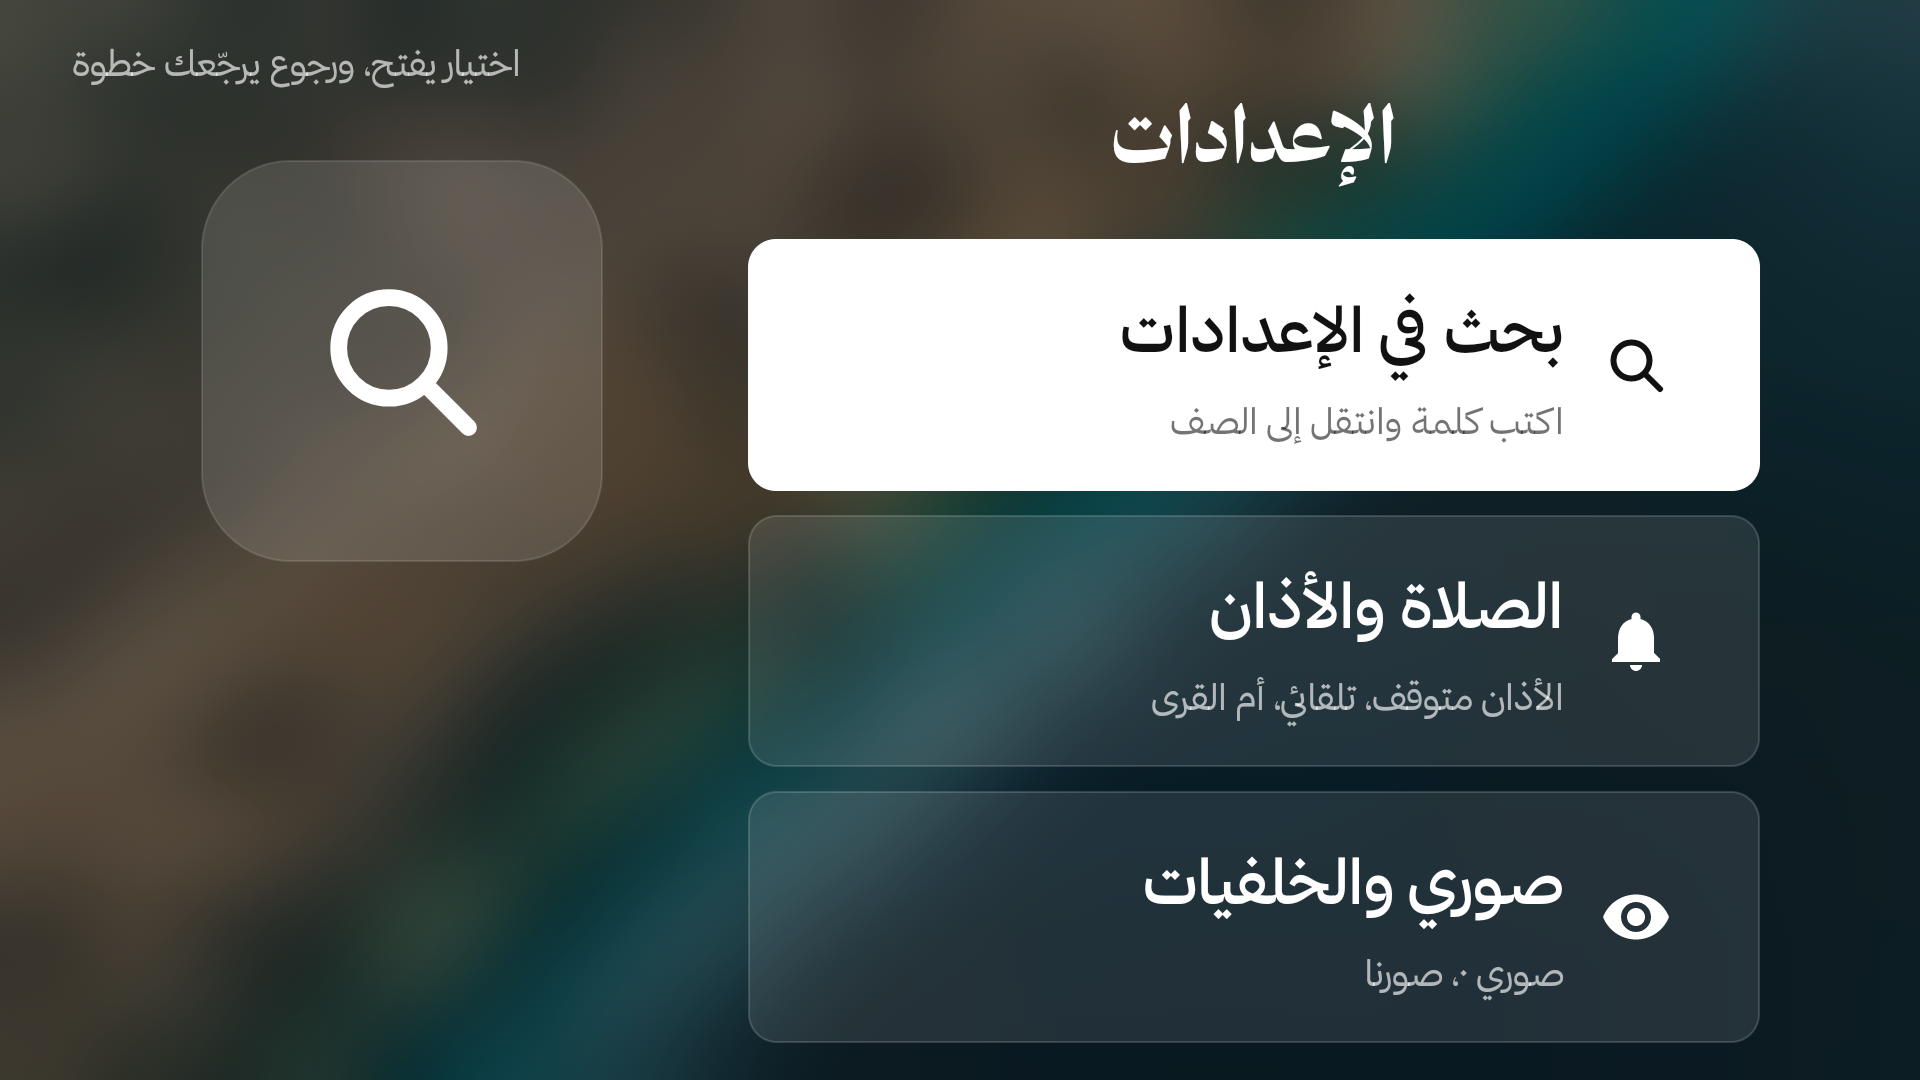 اختيار يفتح، ورجوع يرجّعك خطوة
الإعدادات
بحث في الإعدادات
اكتب كلمة وانتقل إلى الصف
الصلاة والأذان
الأذان متوقف، تلقائي، أم القرى
صوري والخلفيات
صوري ٠، صورنا